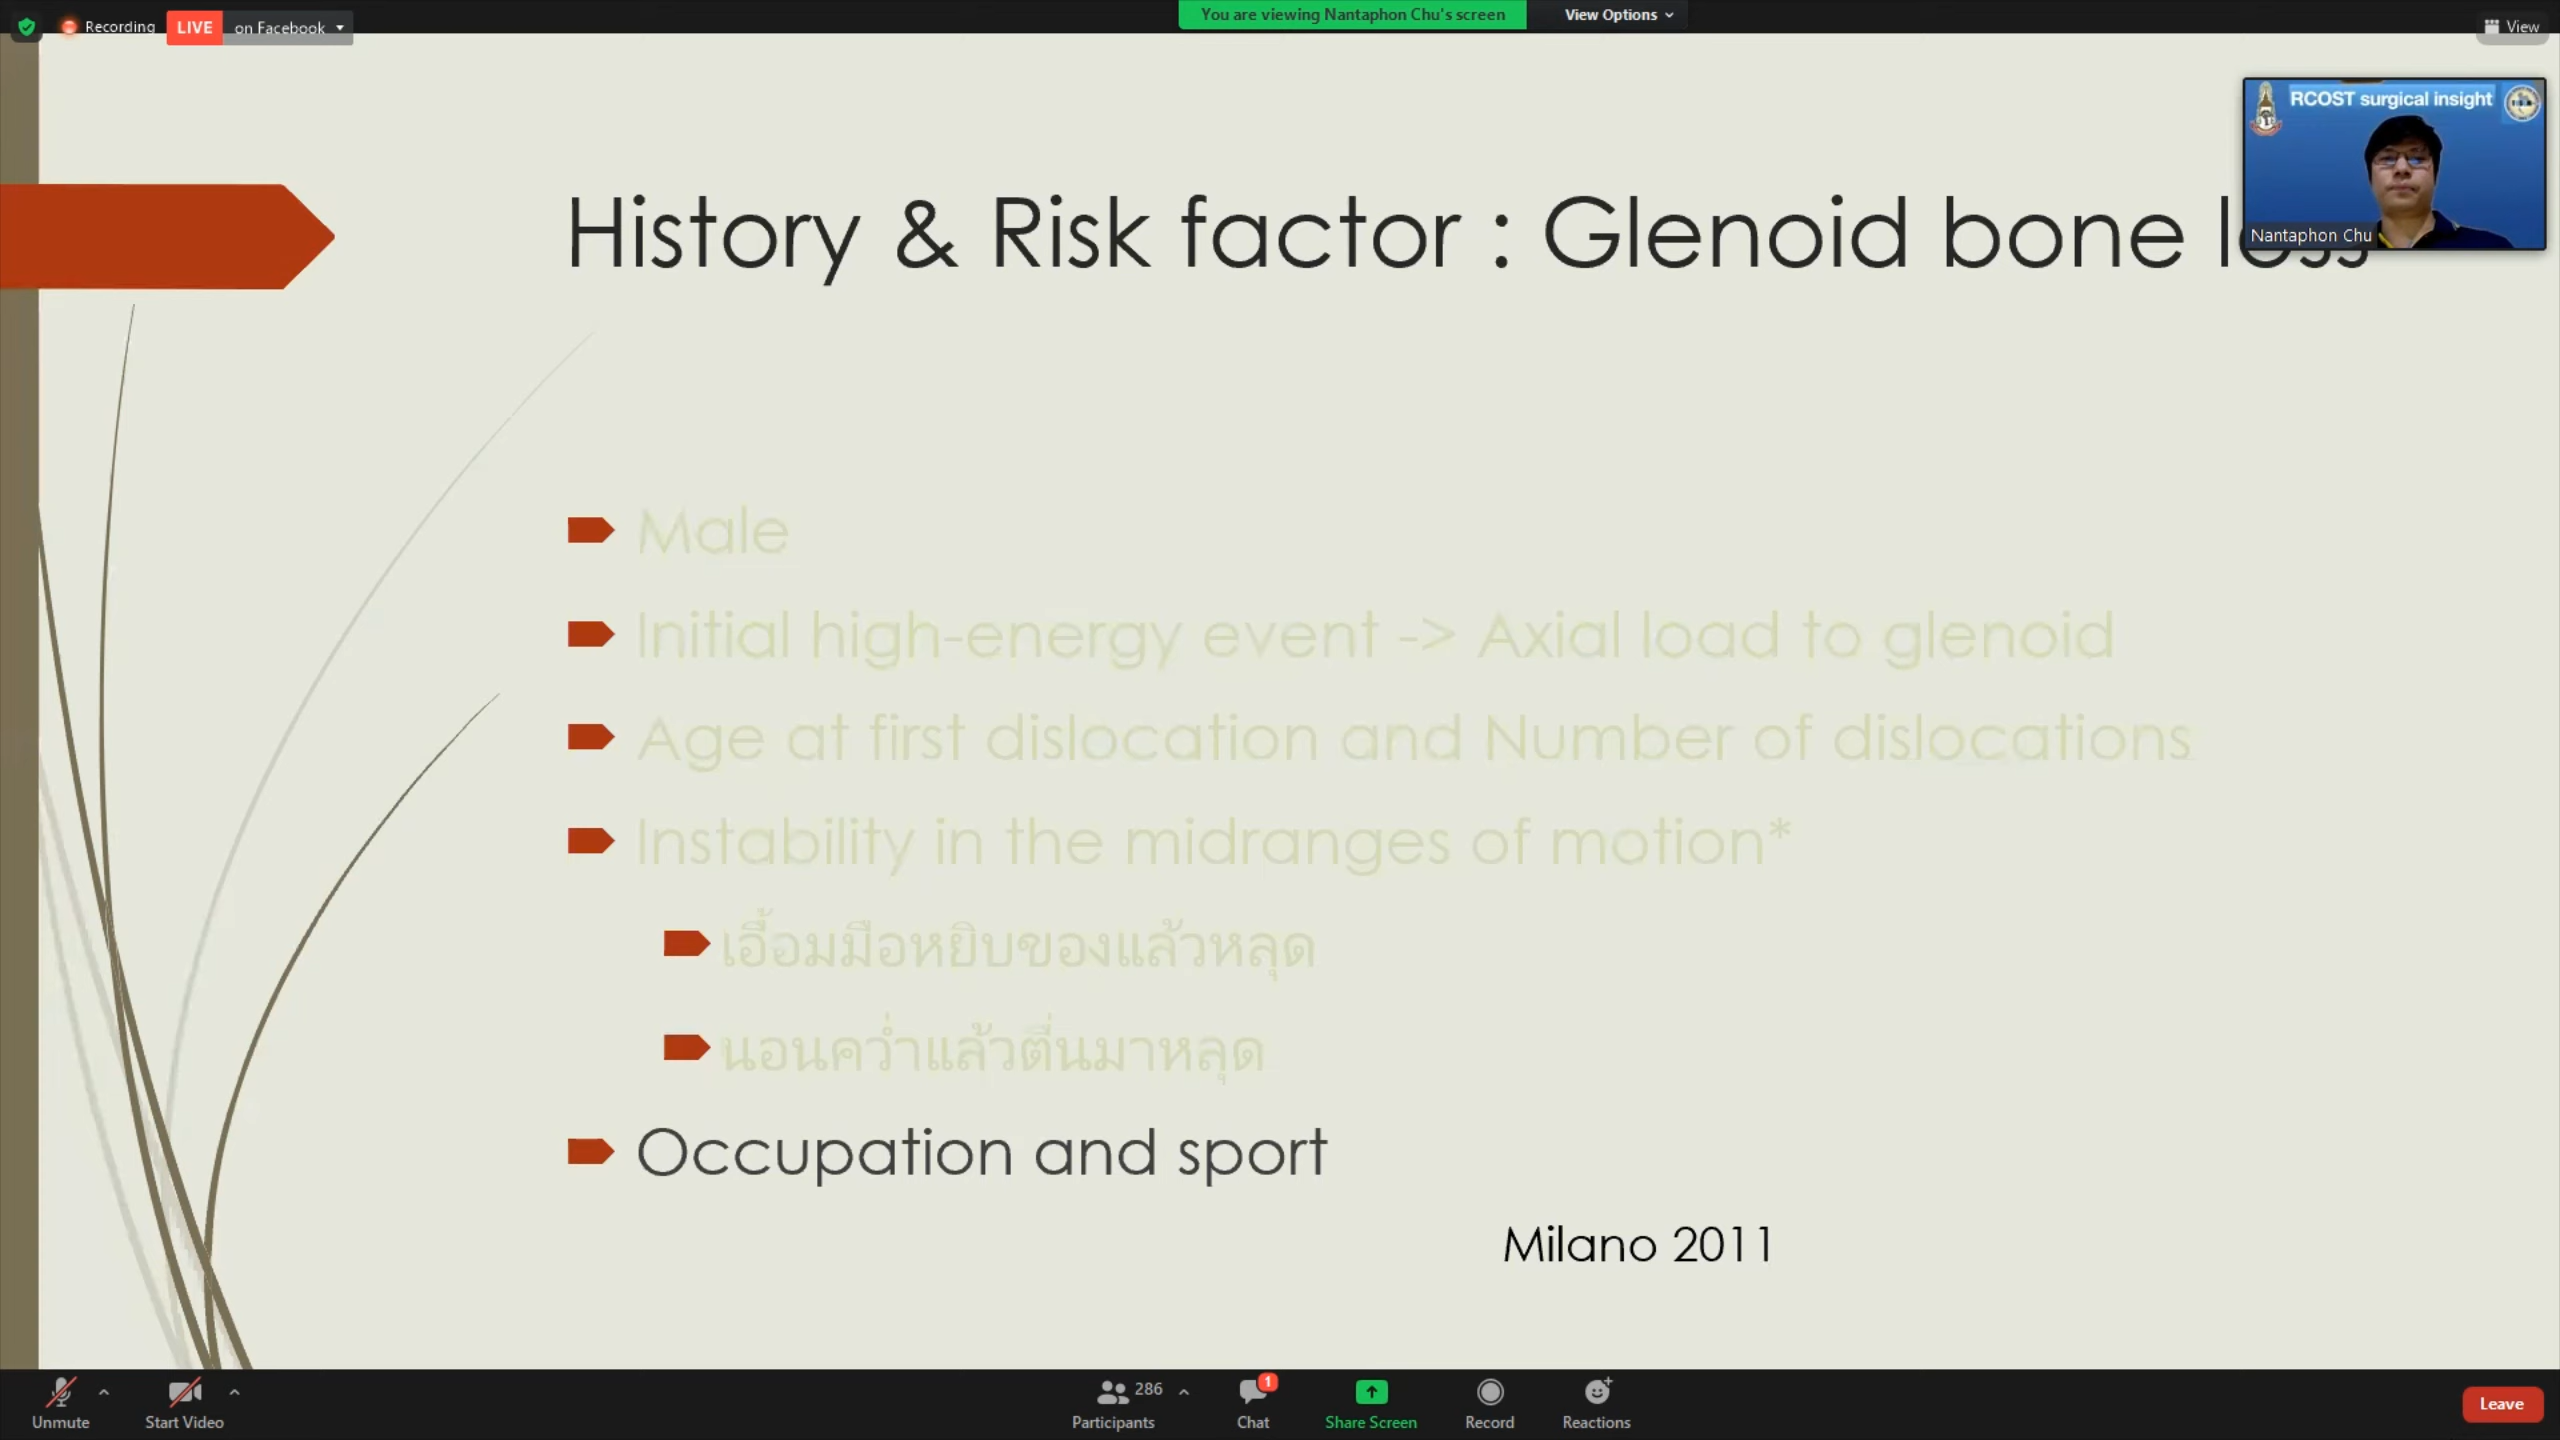 Recording LIVE on Facebook
You are viewing Nantaphon Chu's screen View Options
View
RCOST surgical insight
Nantaphon Chu
History & Risk factor : Glenoid bone loss
Male
Initial high-energy event -> Axial load to glenoid
Age at first dislocation and Number of dislocations
Instability in the midranges of motion*
เอื้อมมือหยิบของแล้วหลุด
นอนคว่ำแล้วตื่นมาหลุด
Occupation and sport
Milano 2011
Unmute
Start Video
286
Participants
1
Chat
Share Screen
Record
Reactions
Leave